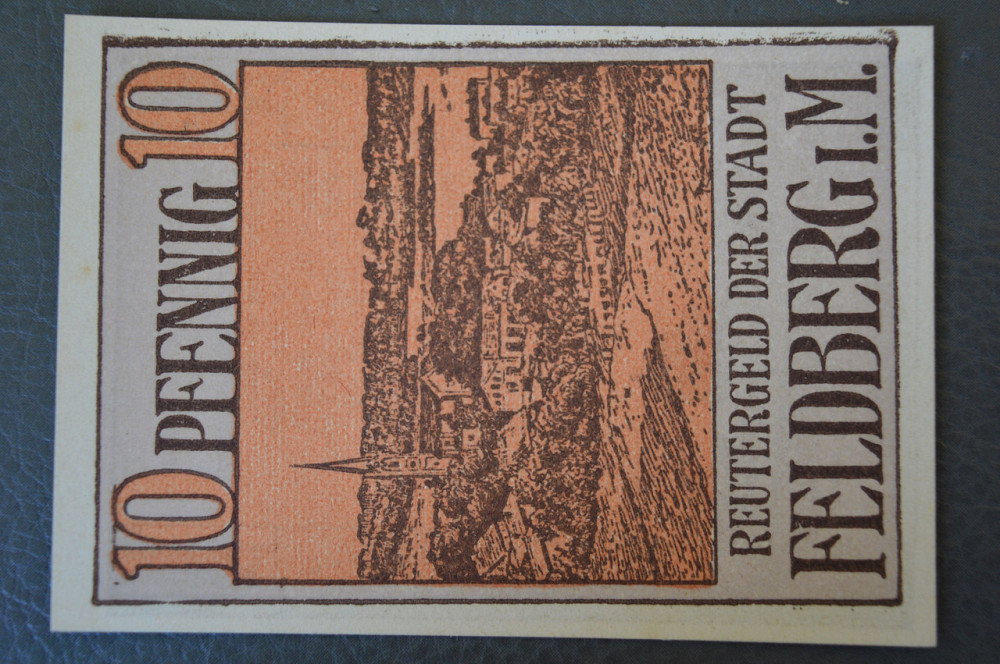 10 PFENNIG 10
REUTERGELD DER STADT
FELDBERG I.M.